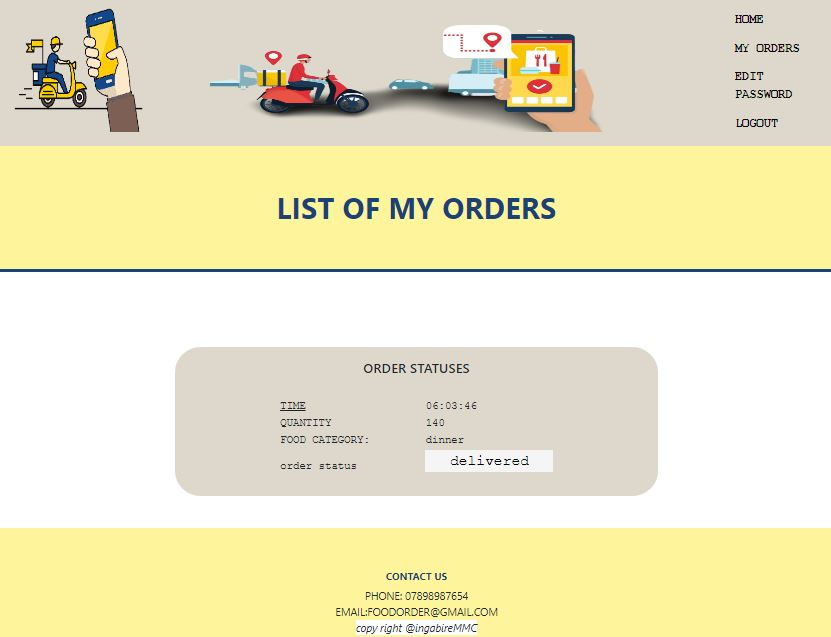 HOME
MY ORDERS
EDIT
PASSWORD
LOGOUT
LIST OF MY ORDERS
ORDER STATUSES
TIME 06:03:46
QUANTITY 140
FOOD CATEGORY: dinner
order status delivered
CONTACT US
PHONE: 07898987654
EMAIL:FOODORDER@GMAIL.COM
copy right @ingabireMMC